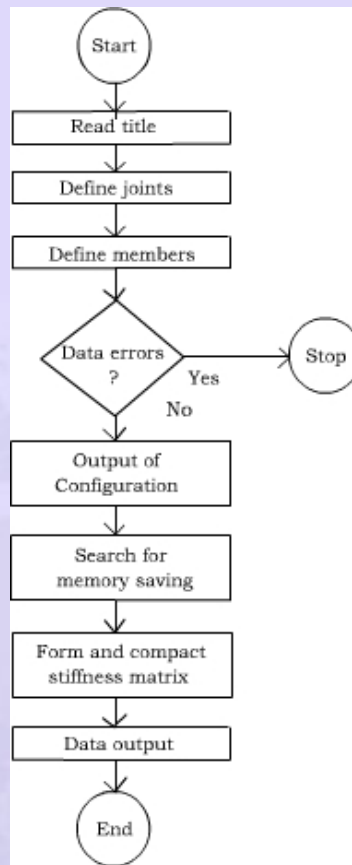 Start
Read title
Define joints
Define members
Data errors
?
Yes
Stop
No
Output of
Configuration
Search for
memory saving
Form and compact
stiffness matrix
Data output
End